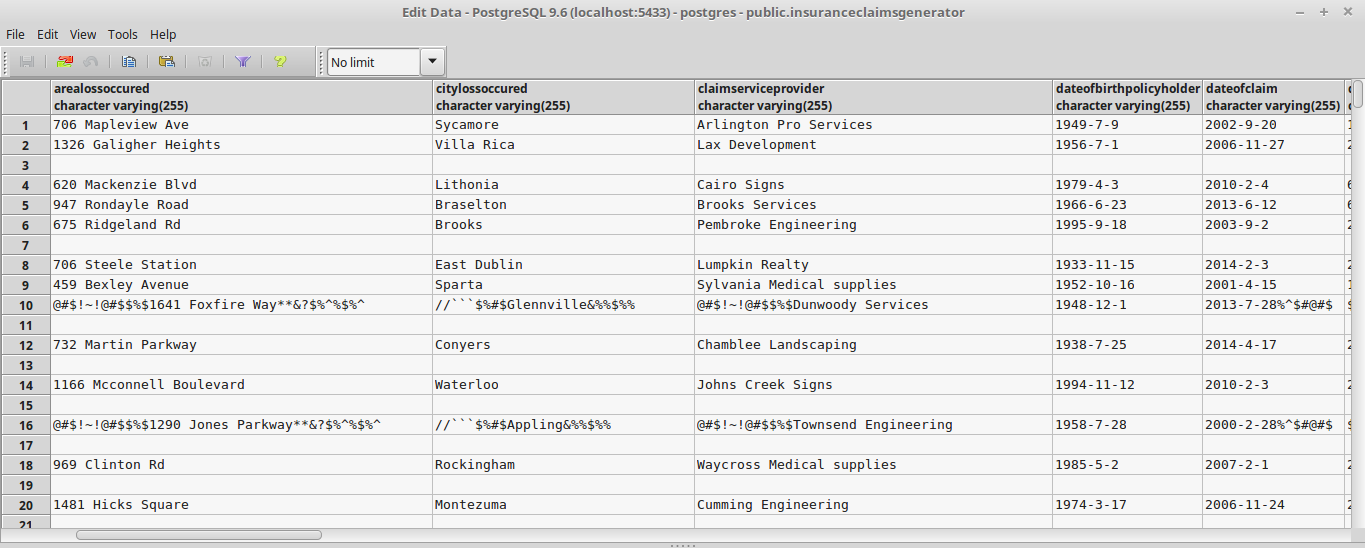 Edit Data - PostgreSQL 9.6 (localhost:5433) - postgres - public.insuranceclaimsgenerator
File Edit View Tools Help
No limit
arealossoccured citylossoccured claimserviceprovider dateofbirthpolicyholder dateofclaim
character varying(255) character varying(255) character varying(255) character varying(255) character varying(255)
1 706 Mapleview Ave Sycamore Arlington Pro Services 1949-7-9 2002-9-20
2 1326 Galigher Heights Villa Rica Lax Development 1956-7-1 2006-11-27
3
4 620 Mackenzie Blvd Lithonia Cairo Signs 1979-4-3 2010-2-4
5 947 Rondayle Road Braselton Brooks Services 1966-6-23 2013-6-12
6 675 Ridgeland Rd Brooks Pembroke Engineering 1995-9-18 2003-9-2
7
8 706 Steele Station East Dublin Lumpkin Realty 1933-11-15 2014-2-3
9 459 Bexley Avenue Sparta Sylvania Medical supplies 1952-10-16 2001-4-15
10 @#$!~!@#$$%$1641 Foxfire Way**&?$%^%$%^ //```$%#$Glennville&%%$%% @#$!~!@#$$%$Dunwoody Services 1948-12-1 2013-7-28%^$#@#$
11
12 732 Martin Parkway Conyers Chamblee Landscaping 1938-7-25 2014-4-17
13
14 1166 Mcconnell Boulevard Waterloo Johns Creek Signs 1994-11-12 2010-2-3
15
16 @#$!~!@#$$%$1290 Jones Parkway**&?$%^%$%^ //```$%#$Appling&%%$%% @#$!~!@#$$%$Townsend Engineering 1958-7-28 2000-2-28%^$#@#$
17
18 969 Clinton Rd Rockingham Waycross Medical supplies 1985-5-2 2007-2-1
19
20 1481 Hicks Square Montezuma Cumming Engineering 1974-3-17 2006-11-24
21